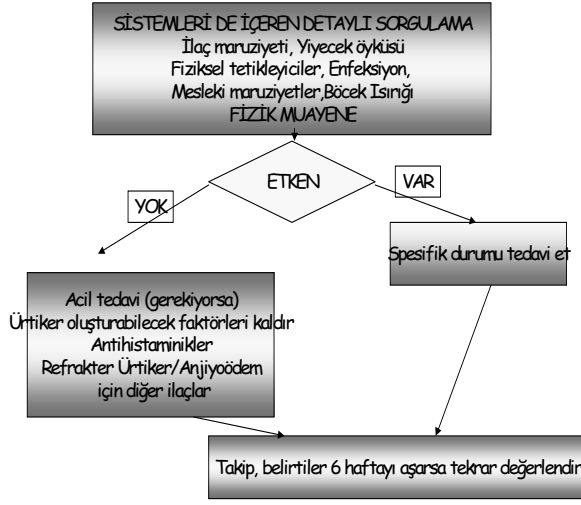 SİSTEMLERİ DE İÇEREN DETAYLI SORGULAMA
İlaç maruziyeti, Yiyecek öyküsü
Fiziksel tetikleyiciler, Enfeksiyon,
Mesleki maruziyetler,Böcek Isırığı
FİZİK MUAYENE
ETKEN
YOK
VAR
Spesifik durumu tedavi et
Acil tedavi (gerekiyorsa)
Ürtiker oluşturabilecek faktörleri kaldır
Antihistaminikler
Refrakter Ürtiker/Anjiyoödem
için diğer ilaçlar
Takip, belirtiler 6 haftayı aşarsa tekrar değerlendir